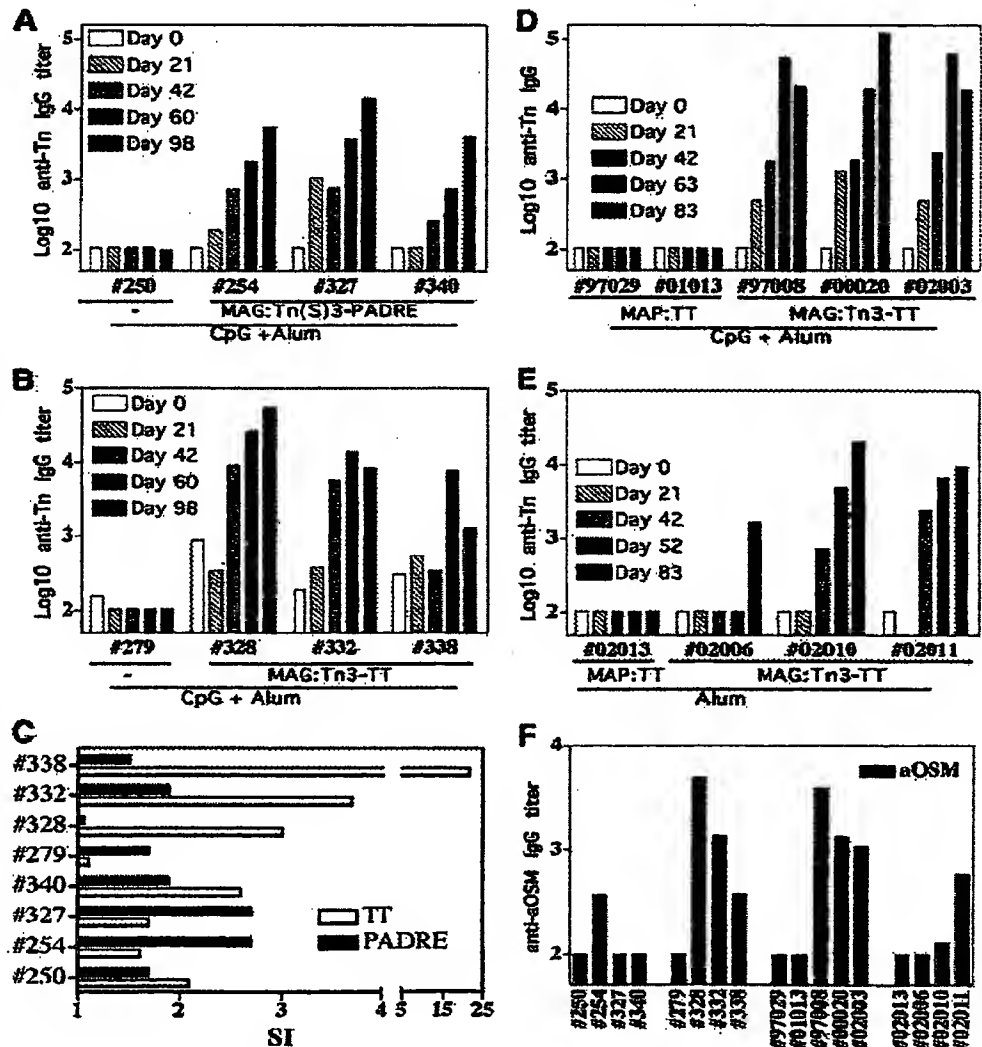 A
5
4
3
2
Log10 anti-Tn IgG titer
Day 0
Day 21
Day 42
Day 60
Day 98
#250
#254
#327
#340
-
MAG:Tn(S)3-PADRE
CpG +Alum
B
5
4
3
2
Log10 anti-Tn IgG titer
Day 0
Day 21
Day 42
Day 60
Day 98
#279
#328
#332
#338
-
MAG:Tn3-TT
CpG + Alum
C
#338
#332
#328
#279
#340
#327
#254
#250
TT
PADRE
1
2
3
4
5
15
25
SI
D
5
4
3
2
Log10 anti-Tn IgG
Day 0
Day 21
Day 42
Day 63
Day 83
#97029
#01013
#97008
#00020
#02003
MAP:TT
MAG:Tn3-TT
CpG + Alum
E
5
4
3
2
Log10. anti-Tn IgG titer
Day 0
Day 21
Day 42
Day 52
Day 83
#02013
#02006
#02010
#02011
MAP:TT
MAG:Tn3-TT
Alum
F
4
3
2
anti-aOSM IgG titer
aOSM
#250
#254
#327
#340
#279
#328
#332
#338
#97029
#01013
#97008
#00020
#02003
#02013
#02006
#02010
#02011